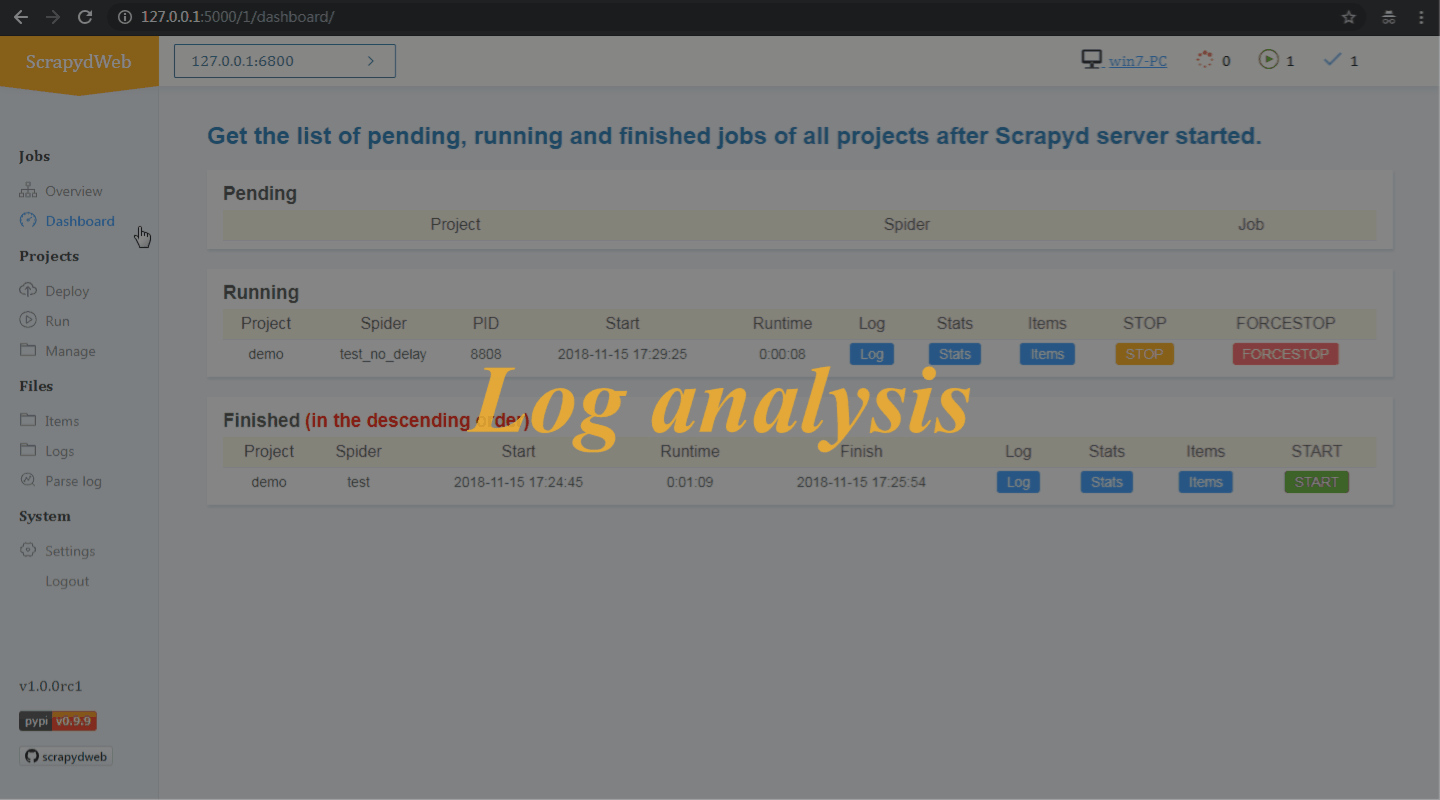 127.0.0.1:5000/1/dashboard/
ScrapydWeb
127.0.0.1:6800 >
win7-PC 0 1 1
Jobs
Overview
Dashboard
Projects
Deploy
Run
Manage
Files
Items
Logs
Parse log
System
Settings
Logout
v1.0.0rc1
pypi v0.9.9
scrapydweb
Get the list of pending, running and finished jobs of all projects after Scrapyd server started.
Pending
Project Spider Job
Running
Project Spider PID Start Runtime Log Stats Items STOP FORCESTOP
demo test_no_delay 8808 2018-11-15 17:29:25 0:00:08 Log Stats Items STOP FORCESTOP
Log analysis
Finished (in the descending order)
Project Spider Start Runtime Finish Log Stats Items START
demo test 2018-11-15 17:24:45 0:01:09 2018-11-15 17:25:54 Log Stats Items START